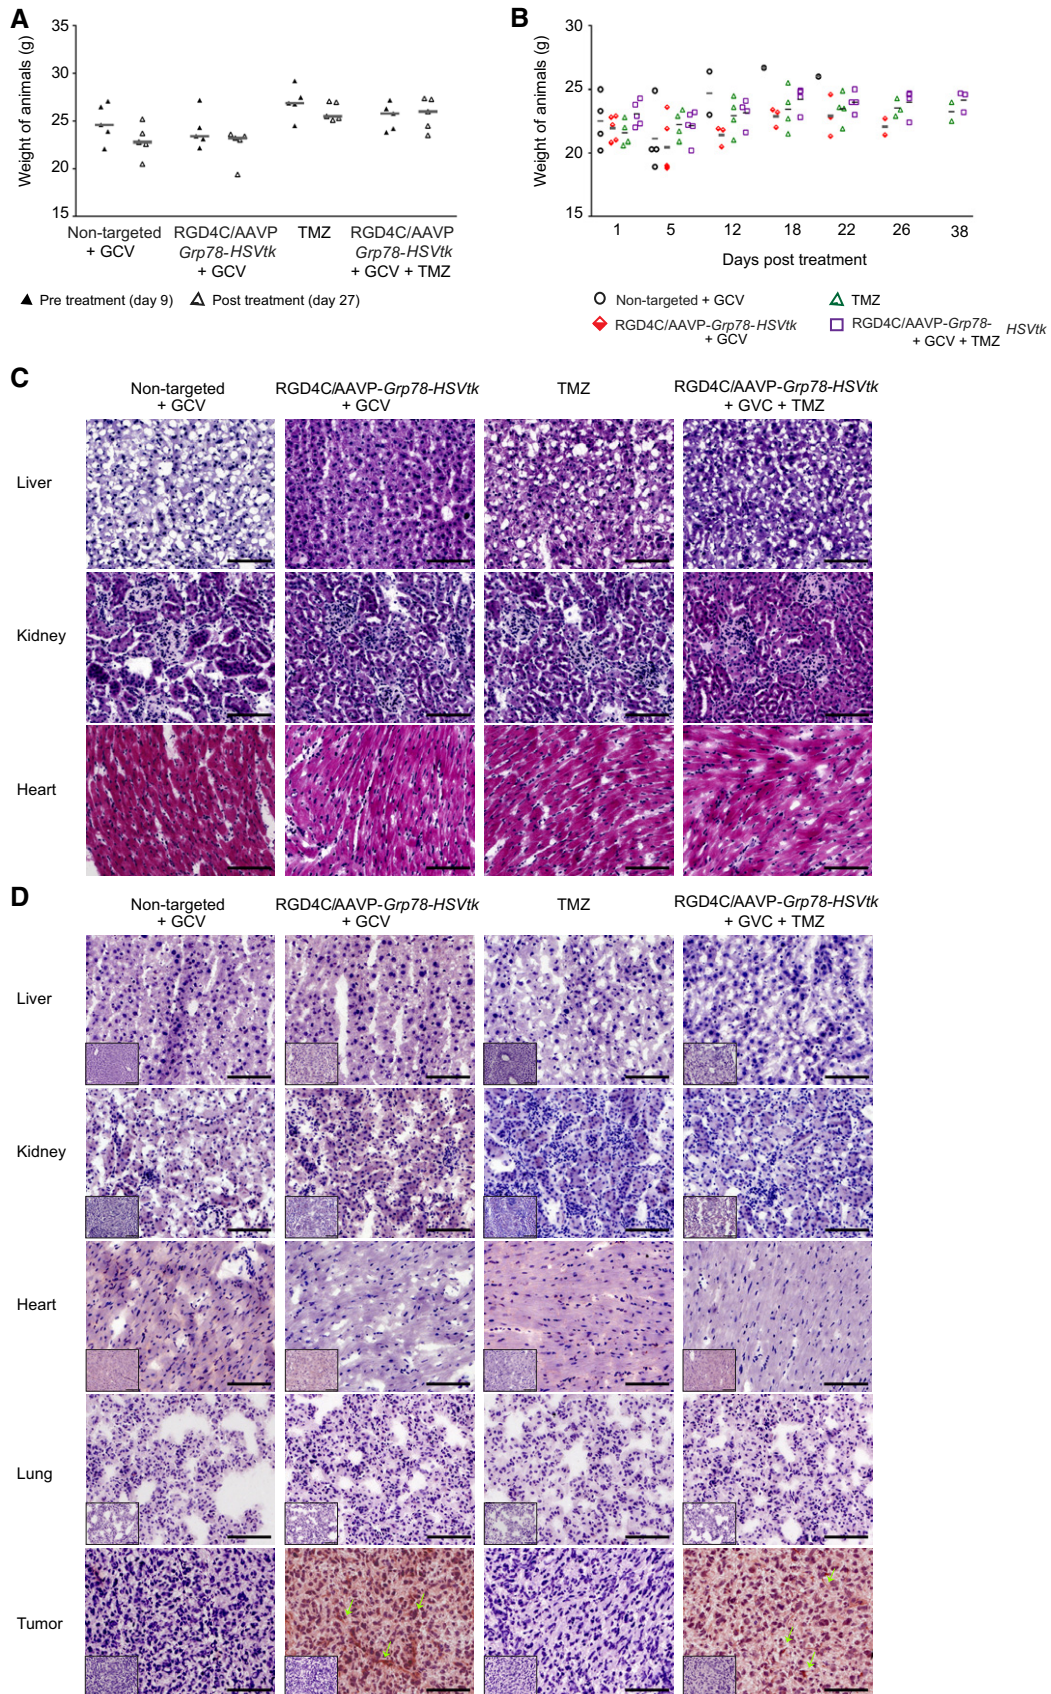 A
Weight of animals (g)
35
30
25
20
15
Non-targeted
+ GCV
RGD4C/AAVP
Grp78-HSVtk
+ GCV
TMZ
RGD4C/AAVP
Grp78-HSVtk
+ GCV + TMZ
Pre treatment (day 9)
Post treatment (day 27)
B
Weight of animals (g)
30
25
20
15
1 5 12 18 22 26 38
Days post treatment
Non-targeted + GCV
TMZ
RGD4C/AAVP-Grp78-HSVtk
+ GCV
RGD4C/AAVP-Grp78- HSVtk
+ GCV + TMZ
C
Non-targeted
+ GCV
RGD4C/AAVP-Grp78-HSVtk
+ GCV
TMZ
RGD4C/AAVP-Grp78-HSVtk
+ GVC + TMZ
Liver
Kidney
Heart
D
Non-targeted
+ GCV
RGD4C/AAVP-Grp78-HSVtk
+ GCV
TMZ
RGD4C/AAVP-Grp78-HSVtk
+ GVC + TMZ
Liver
Kidney
Heart
Lung
Tumor